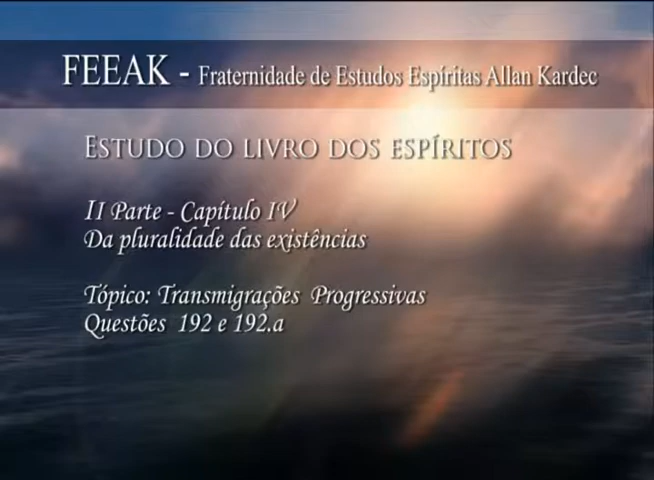 FEEAK - Fraternidade de Estudos Espíritas Allan Kardec
Estudo do livro dos espíritos
II Parte - Capítulo IV
Da pluralidade das existências
Tópico: Transmigrações Progressivas
Questões 192 e 192.a